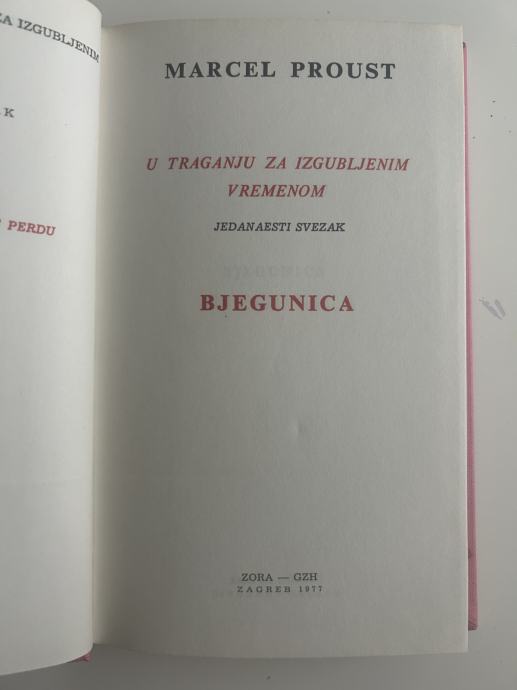 ZA IZGUBLJENIM
K
PERDU
MARCEL PROUST
U TRAGANJU ZA IZGUBLJENIM
VREMENOM
JEDANAESTI SVEZAK
BJEGUNICA
ZORA — GZH
ZAGREB 1977